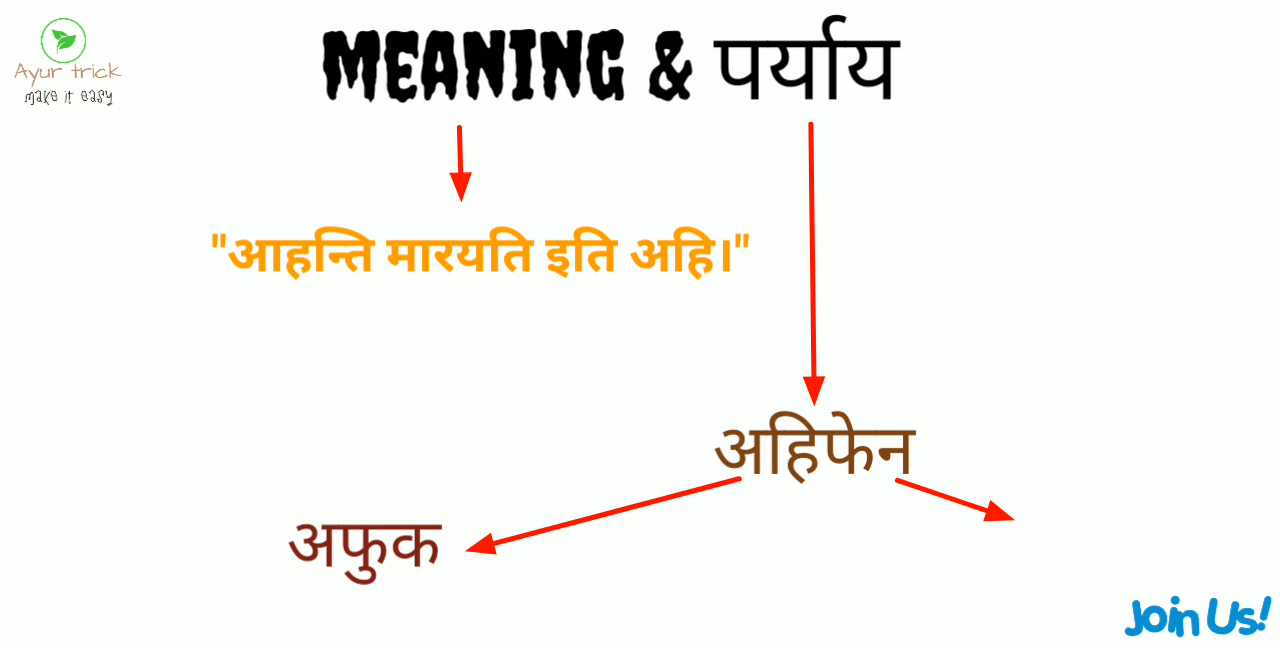 Ayur trick
make it easy
MEANING & पर्याय
"आहन्ति मारयति इति अहि।"
अहिफेन
अफुक
Join Us!